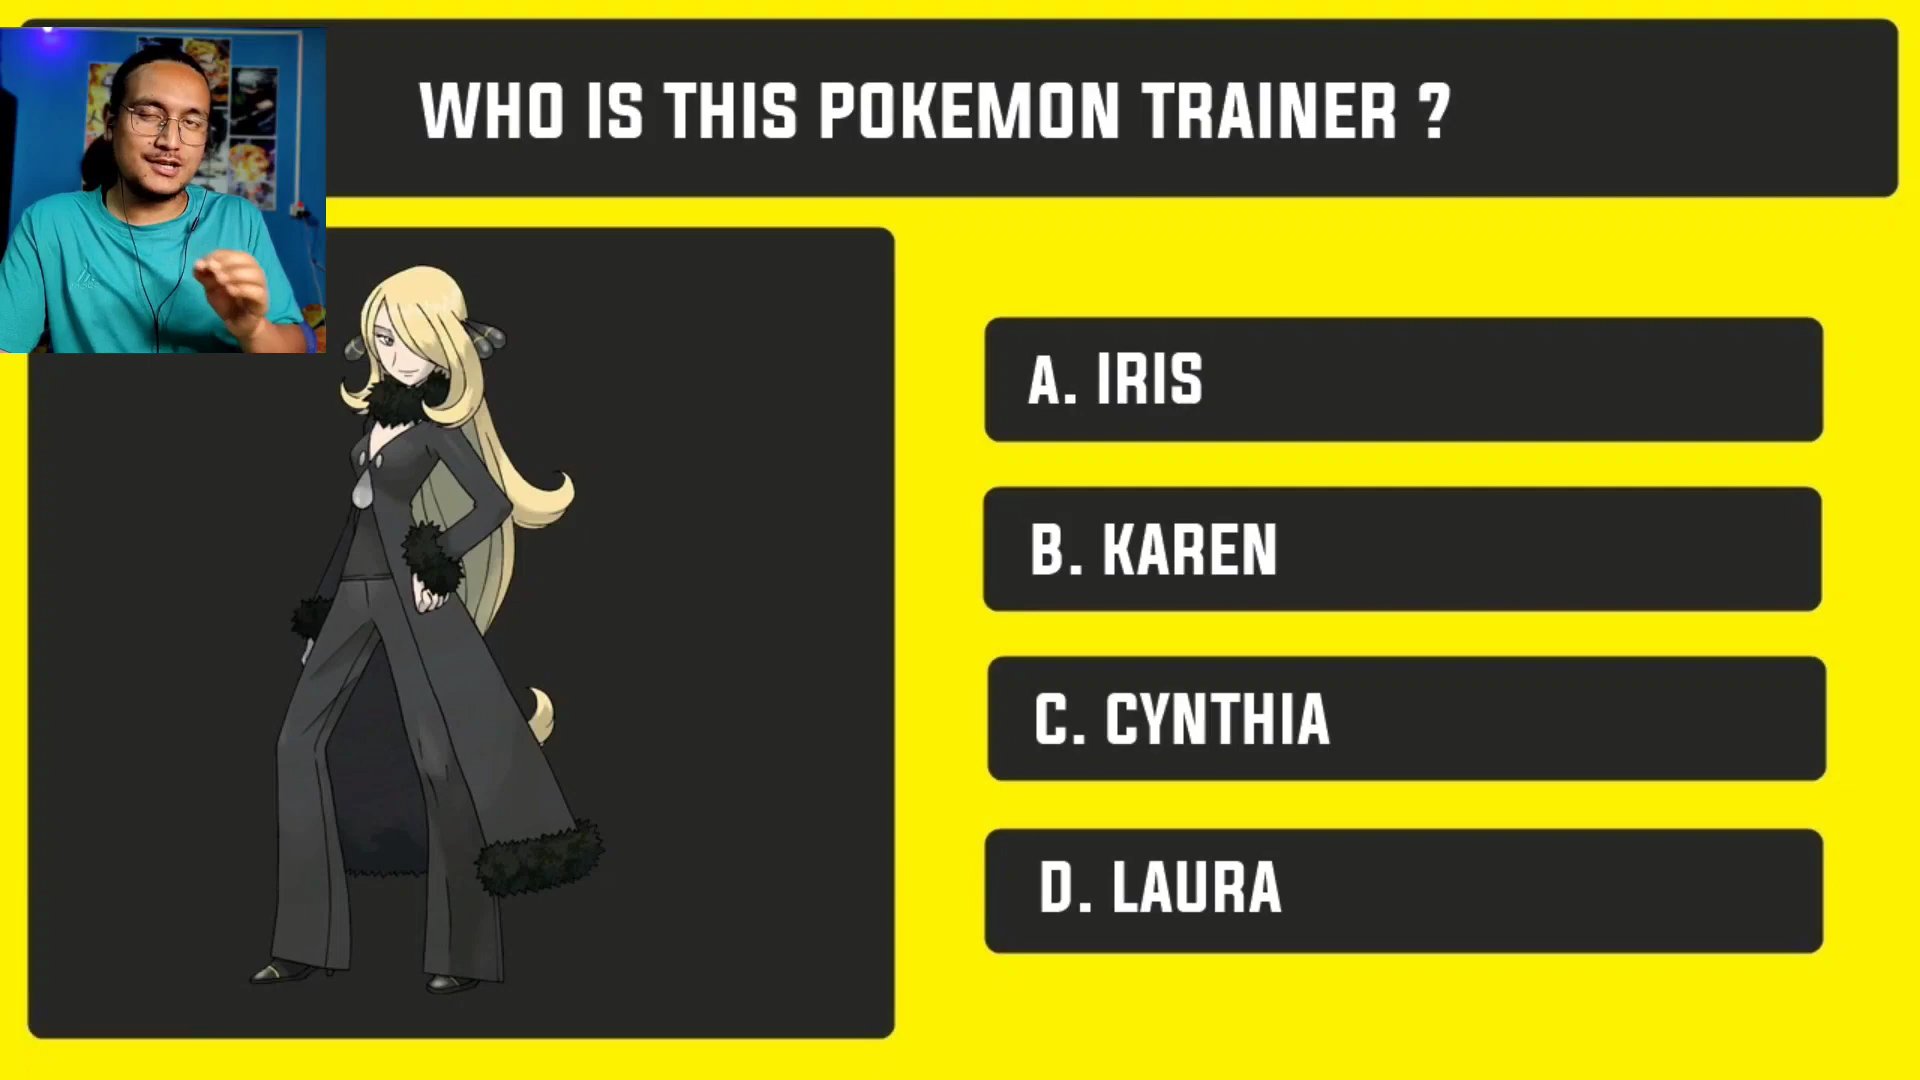 WHO IS THIS POKEMON TRAINER ?
A. IRIS
B. KAREN
C. CYNTHIA
D. LAURA